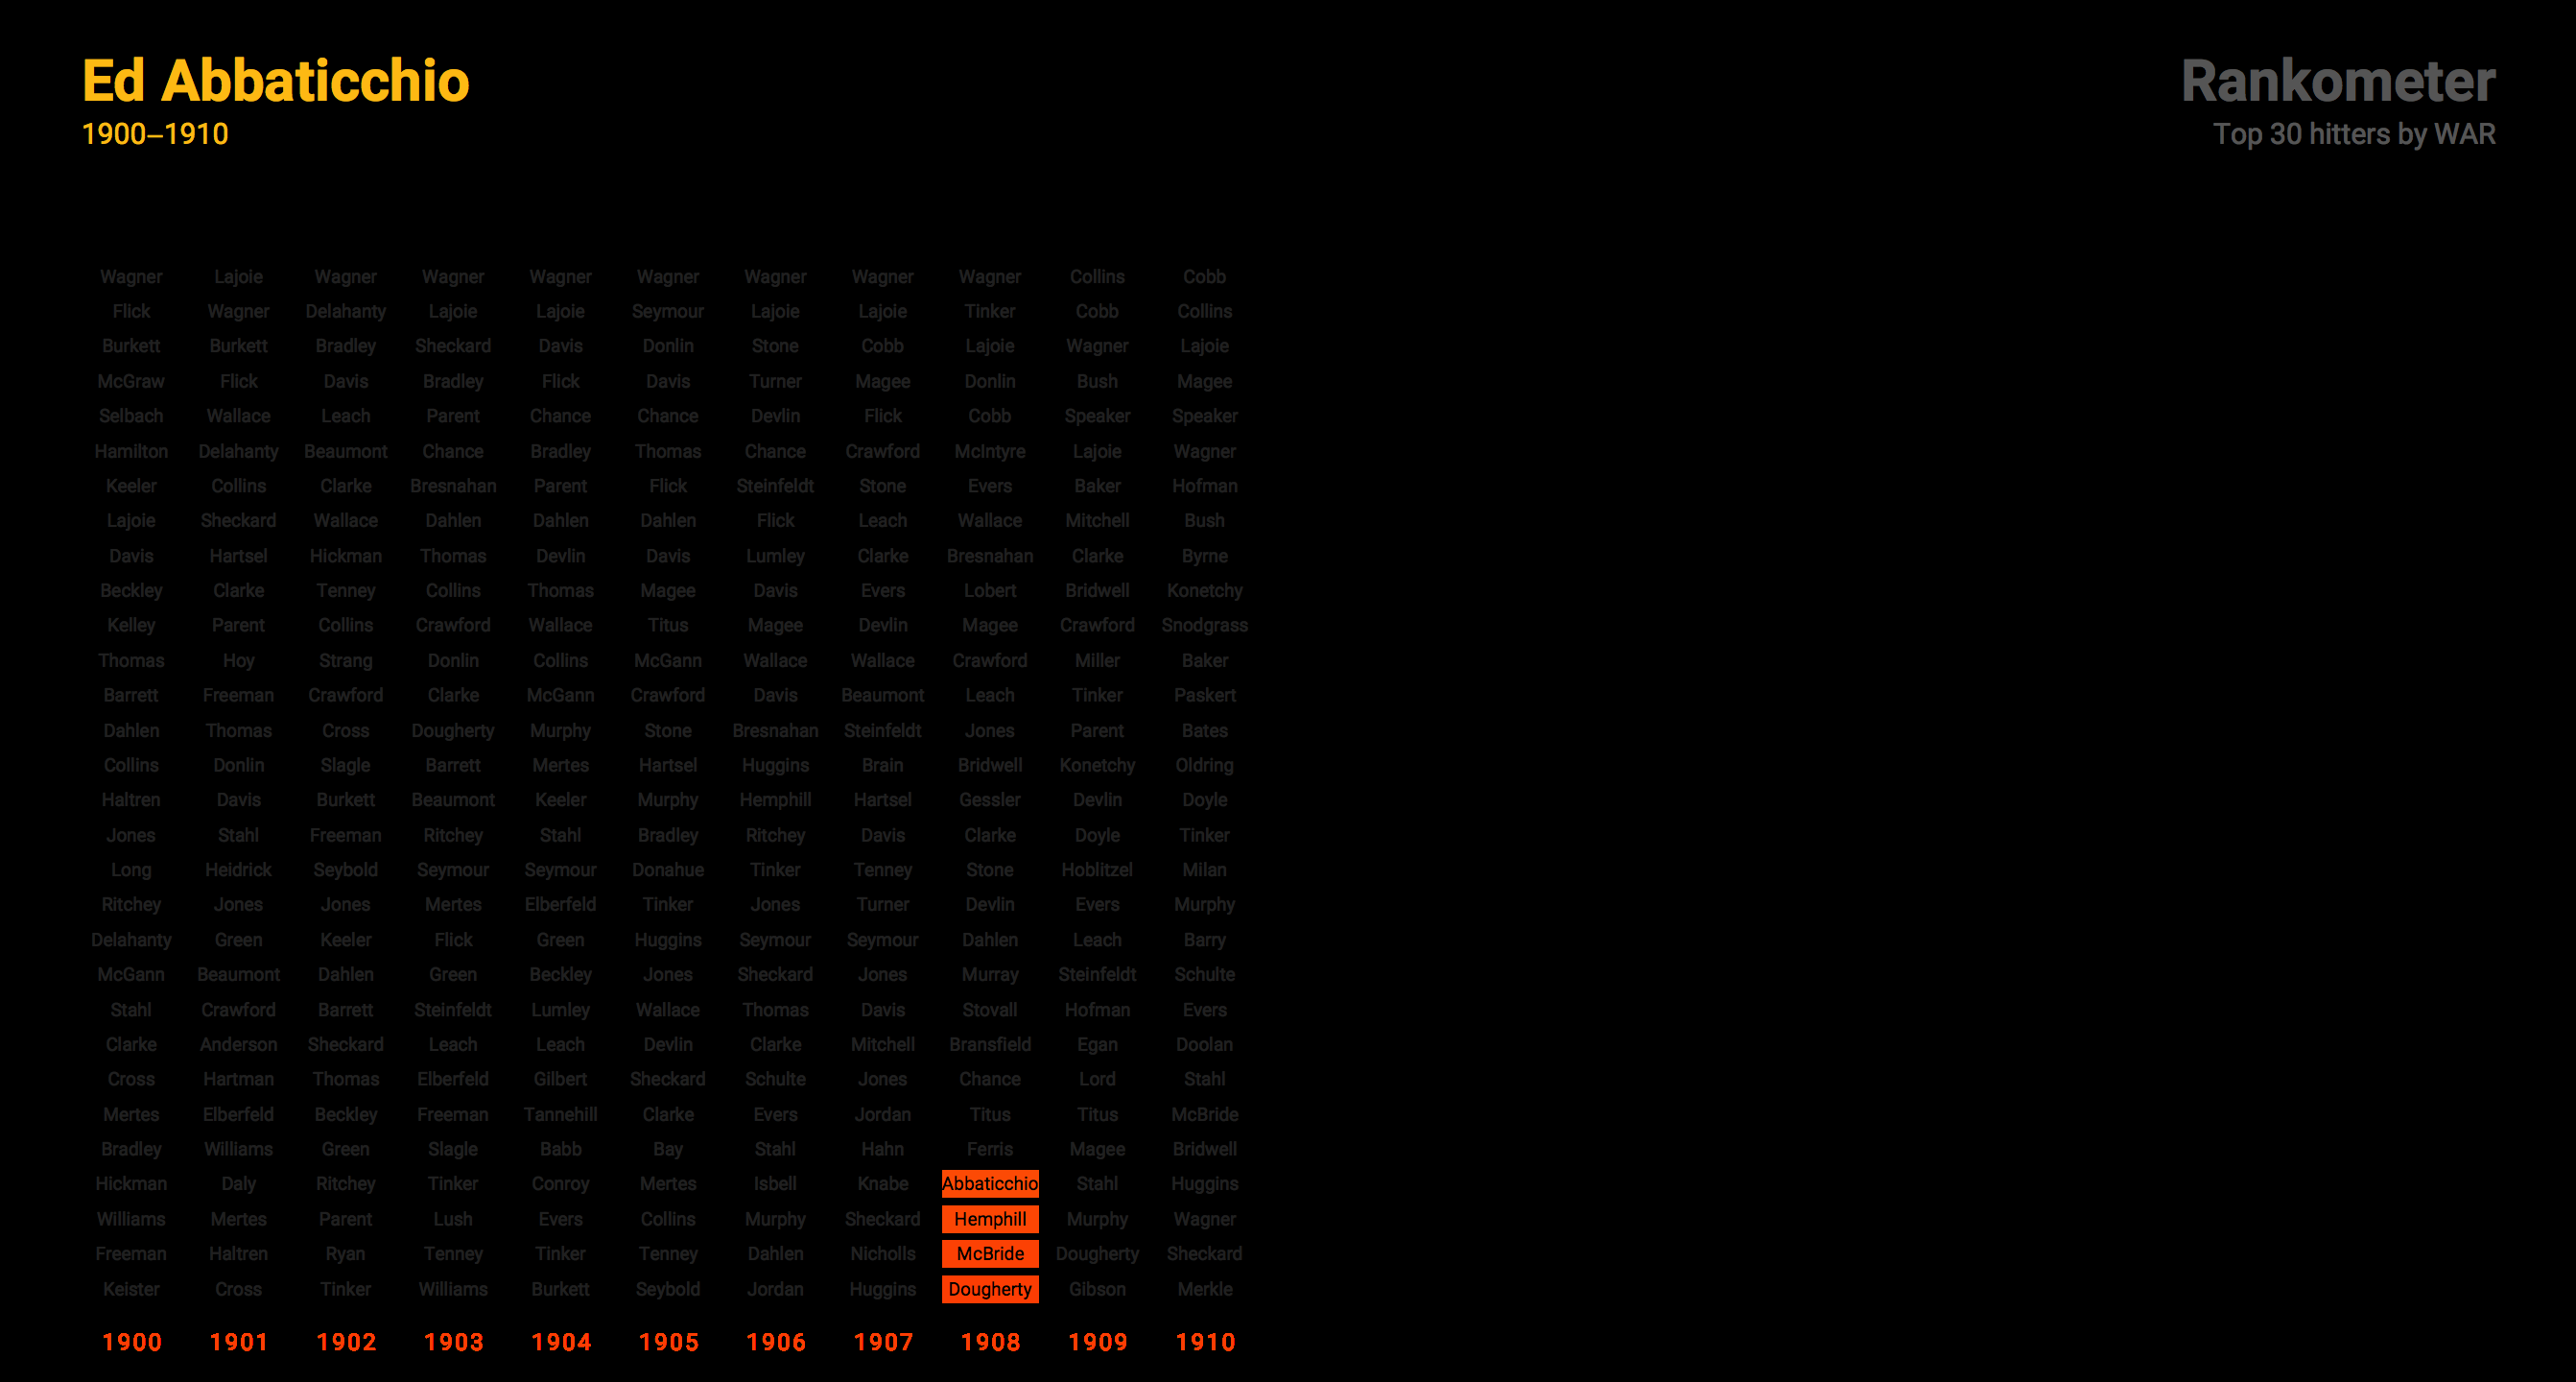 Ed Abbaticchio
1900–1910
Rankometer
Top 30 hitters by WAR
Wagner Lajoie Wagner Wagner Wagner Wagner Wagner Wagner Wagner Collins Cobb
Flick Wagner Delahanty Lajoie Lajoie Seymour Lajoie Lajoie Tinker Cobb Collins
Burkett Burkett Bradley Sheckard Davis Donlin Stone Cobb Lajoie Wagner Lajoie
McGraw Flick Davis Bradley Flick Davis Turner Magee Donlin Bush Magee
Selbach Wallace Leach Parent Chance Chance Devlin Flick Cobb Speaker Speaker
Hamilton Delahanty Beaumont Chance Bradley Thomas Chance Crawford McIntyre Lajoie Wagner
Keeler Collins Clarke Bresnahan Parent Flick Steinfeldt Stone Evers Baker Hofman
Lajoie Sheckard Wallace Dahlen Dahlen Dahlen Flick Leach Wallace Mitchell Bush
Davis Hartsel Hickman Thomas Devlin Davis Lumley Clarke Bresnahan Clarke Byrne
Beckley Clarke Tenney Collins Thomas Magee Davis Evers Lobert Bridwell Konetchy
Kelley Parent Collins Crawford Wallace Titus Magee Devlin Magee Crawford Snodgrass
Thomas Hoy Strang Donlin Collins McGann Wallace Wallace Crawford Miller Baker
Barrett Freeman Crawford Clarke McGann Crawford Davis Beaumont Leach Tinker Paskert
Dahlen Thomas Cross Dougherty Murphy Stone Bresnahan Steinfeldt Jones Parent Bates
Collins Donlin Slagle Barrett Mertes Hartsel Huggins Brain Bridwell Konetchy Oldring
Haltren Davis Burkett Beaumont Keeler Murphy Hemphill Hartsel Gessler Devlin Doyle
Jones Stahl Freeman Ritchey Stahl Bradley Ritchey Davis Clarke Doyle Tinker
Long Heidrick Seybold Seymour Seymour Donahue Tinker Tenney Stone Hoblitzel Milan
Ritchey Jones Jones Mertes Elberfeld Tinker Jones Turner Devlin Evers Murphy
Delahanty Green Keeler Flick Green Huggins Seymour Seymour Dahlen Leach Barry
McGann Beaumont Dahlen Green Beckley Jones Sheckard Jones Murray Steinfeldt Schulte
Stahl Crawford Barrett Steinfeldt Lumley Wallace Thomas Davis Stovall Hofman Evers
Clarke Anderson Sheckard Leach Leach Devlin Clarke Mitchell Bransfield Egan Doolan
Cross Hartman Thomas Elberfeld Gilbert Sheckard Schulte Jones Chance Lord Stahl
Mertes Elberfeld Beckley Freeman Tannehill Clarke Evers Jordan Titus Titus McBride
Bradley Williams Green Slagle Babb Bay Stahl Hahn Ferris Magee Bridwell
Hickman Daly Ritchey Tinker Conroy Mertes Isbell Knabe Abbaticchio Stahl Huggins
Williams Mertes Parent Lush Evers Collins Murphy Sheckard Hemphill Murphy Wagner
Freeman Haltren Ryan Tenney Tinker Tenney Dahlen Nicholls McBride Dougherty Sheckard
Keister Cross Tinker Williams Burkett Seybold Jordan Huggins Dougherty Gibson Merkle
1900 1901 1902 1903 1904 1905 1906 1907 1908 1909 1910